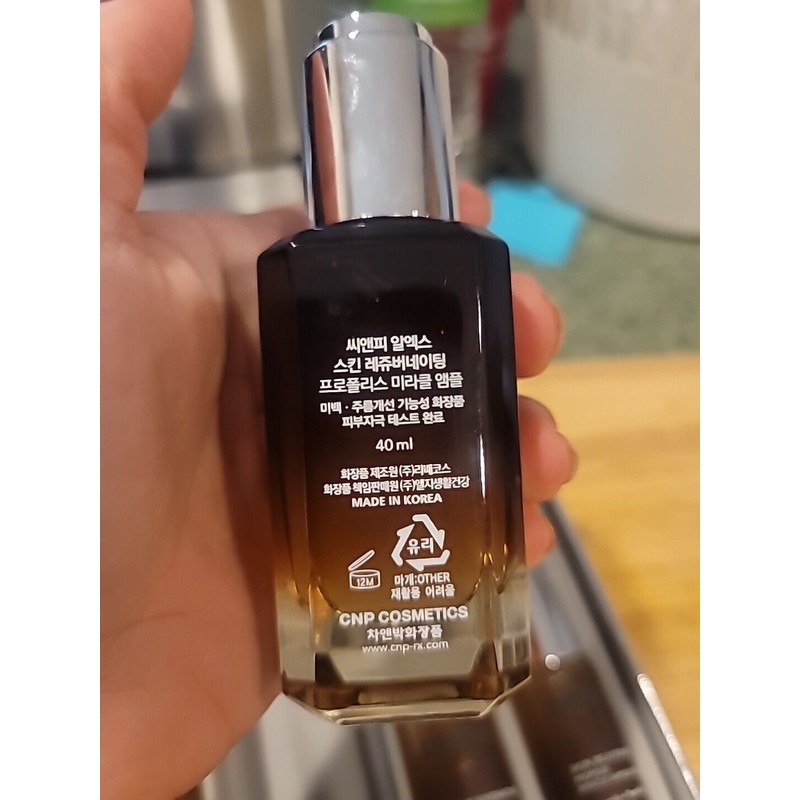 씨앤피 알엑스
스킨 레쥬버네이팅
프로폴리스 미라클 앰플
미백 · 주름개선 기능성 화장품
피부자극 테스트 완료
40 ml
화장품 제조원 (주)리배코스
화장품 책임판매원 (주)엘지생활건강
MADE IN KOREA
유리
12M
마개:OTHER
재활용 어려움
CNP COSMETICS
차앤박화장품
www.cnp-rx.com